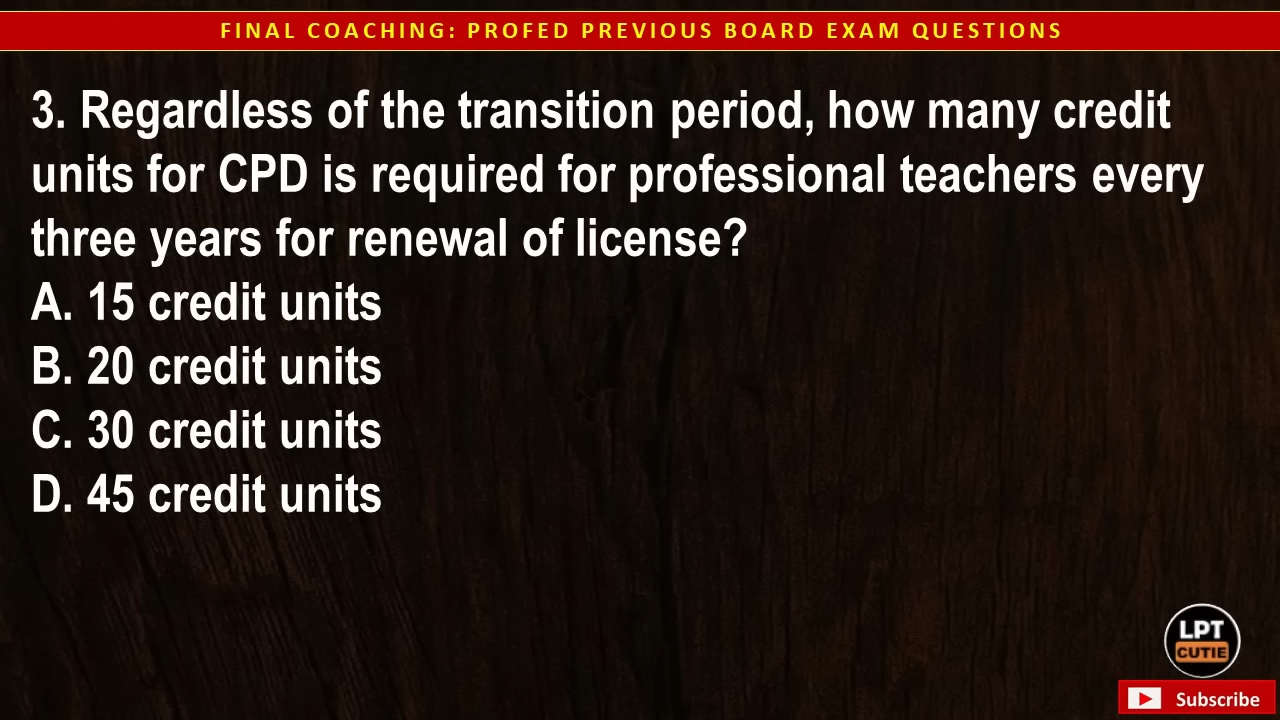 FINAL COACHING: PROFED PREVIOUS BOARD EXAM QUESTIONS
3. Regardless of the transition period, how many credit
units for CPD is required for professional teachers every
three years for renewal of license?
A. 15 credit units
B. 20 credit units
C. 30 credit units
D. 45 credit units
LPT
CUTIE
Subscribe